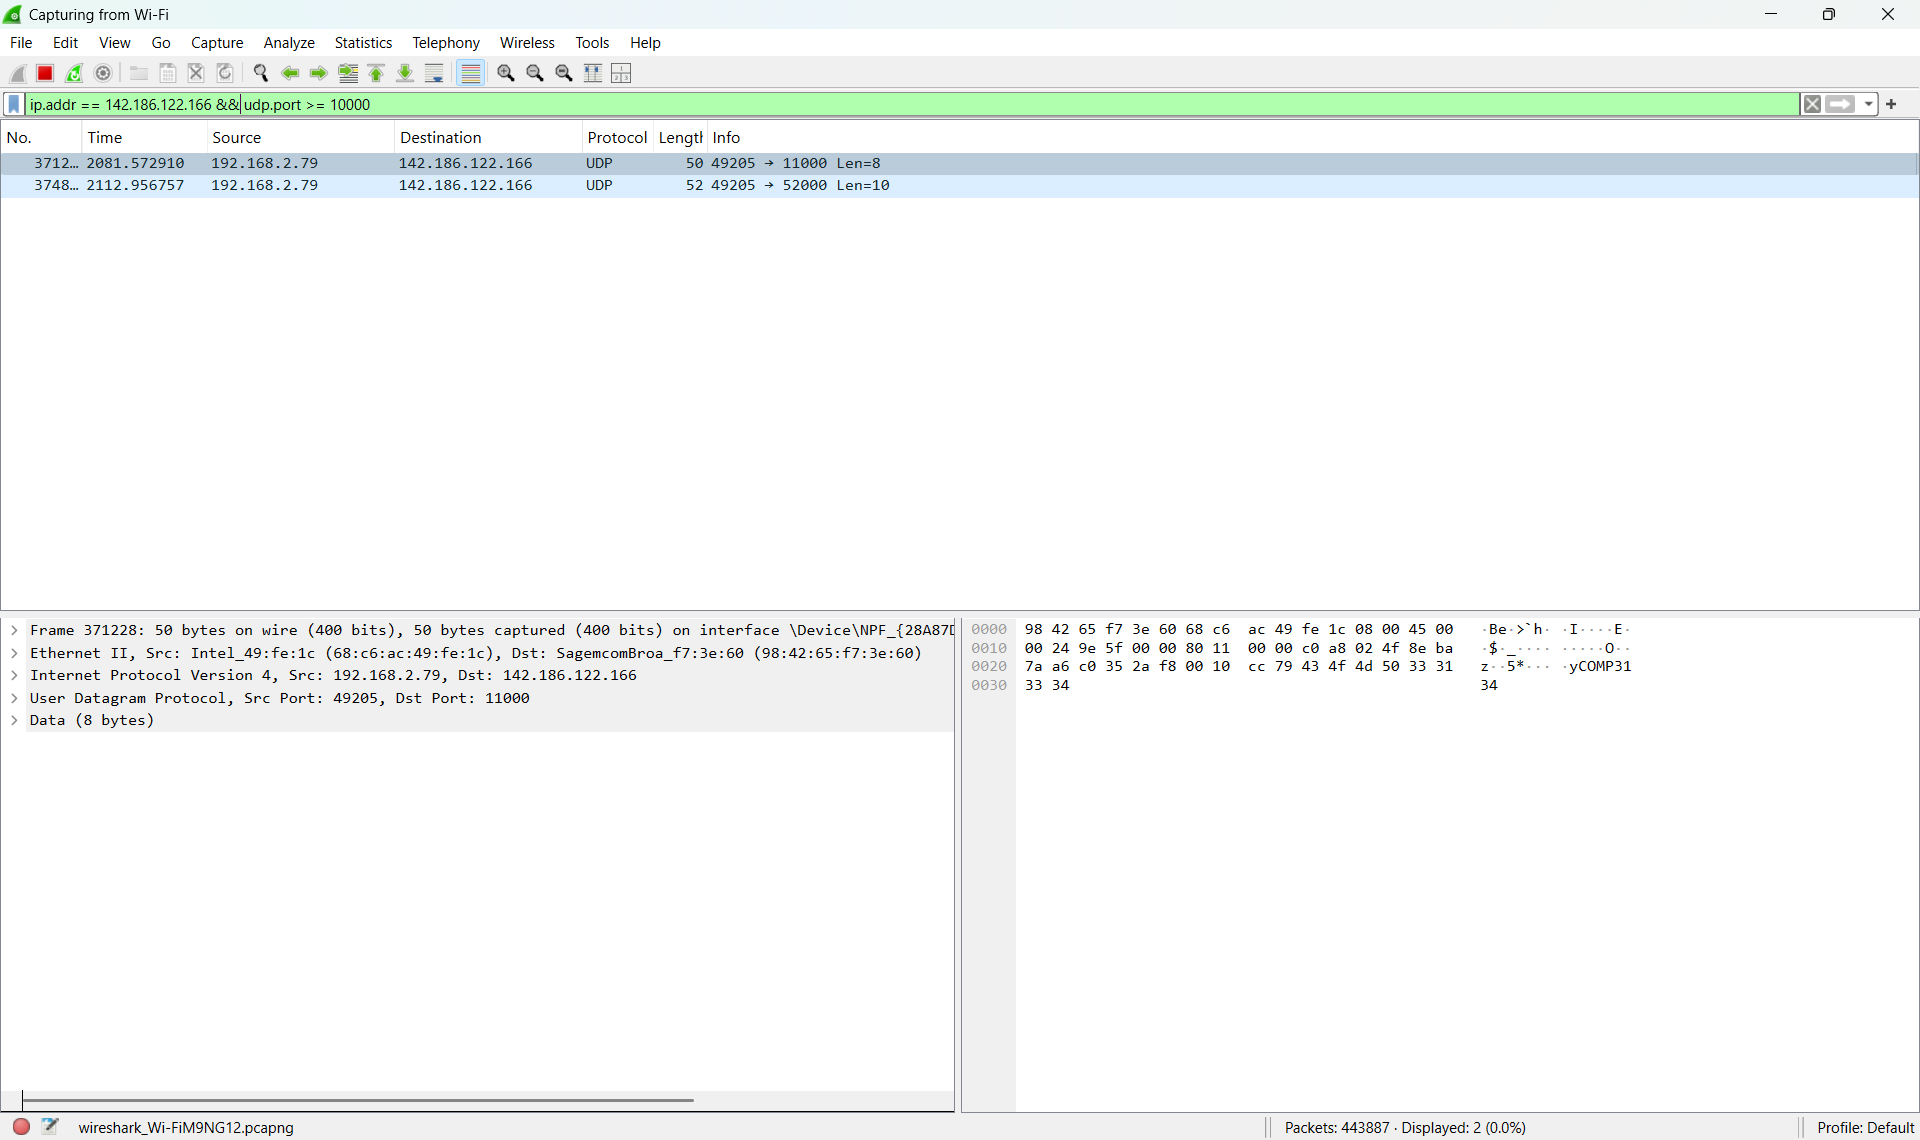 Capturing from Wi-Fi
File Edit View Go Capture Analyze Statistics Telephony Wireless Tools Help
ip.addr == 142.186.122.166 && udp.port >= 10000
No. Time Source Destination Protocol Length Info
3712… 2081.572910 192.168.2.79 142.186.122.166 UDP 50 49205 → 11000 Len=8
3748… 2112.956757 192.168.2.79 142.186.122.166 UDP 52 49205 → 52000 Len=10
Frame 371228: 50 bytes on wire (400 bits), 50 bytes captured (400 bits) on interface \Device\NPF_{28A87D
Ethernet II, Src: Intel_49:fe:1c (68:c6:ac:49:fe:1c), Dst: SagemcomBroa_f7:3e:60 (98:42:65:f7:3e:60)
Internet Protocol Version 4, Src: 192.168.2.79, Dst: 142.186.122.166
User Datagram Protocol, Src Port: 49205, Dst Port: 11000
Data (8 bytes)
0000 98 42 65 f7 3e 60 68 c6 ac 49 fe 1c 08 00 45 00 ·Be·>`h· ·I····E·
0010 00 24 9e 5f 00 00 80 11 00 00 c0 a8 02 4f 8e ba ·$·_···· ·····O··
0020 7a a6 c0 35 2a f8 00 10 cc 79 43 4f 4d 50 33 31 z··5*··· ·yCOMP31
0030 33 34 34
wireshark_Wi-FiM9NG12.pcapng
Packets: 443887 · Displayed: 2 (0.0%)
Profile: Default